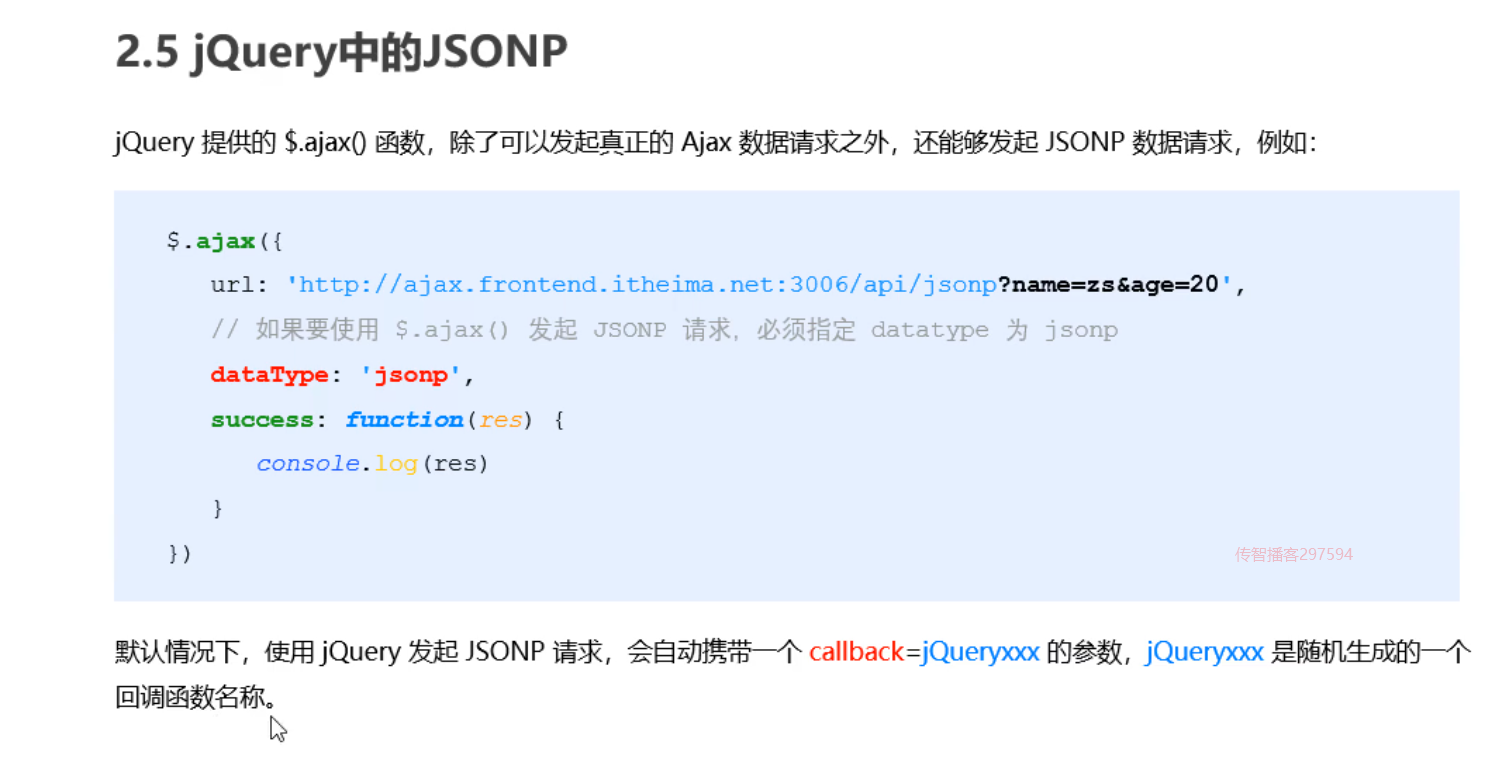 2.5 jQuery中的JSONP
jQuery 提供的 $.ajax() 函数，除了可以发起真正的 Ajax 数据请求之外，还能够发起 JSONP 数据请求，例如：
$.ajax({
url: 'http://ajax.frontend.itheima.net:3006/api/jsonp?name=zs&age=20',
// 如果要使用 $.ajax() 发起 JSONP 请求，必须指定 datatype 为 jsonp
dataType: 'jsonp',
success: function(res) {
console.log(res)
}
})
传智播客297594
默认情况下，使用 jQuery 发起 JSONP 请求，会自动携带一个 callback=jQueryxxx 的参数，jQueryxxx 是随机生成的一个
回调函数名称。